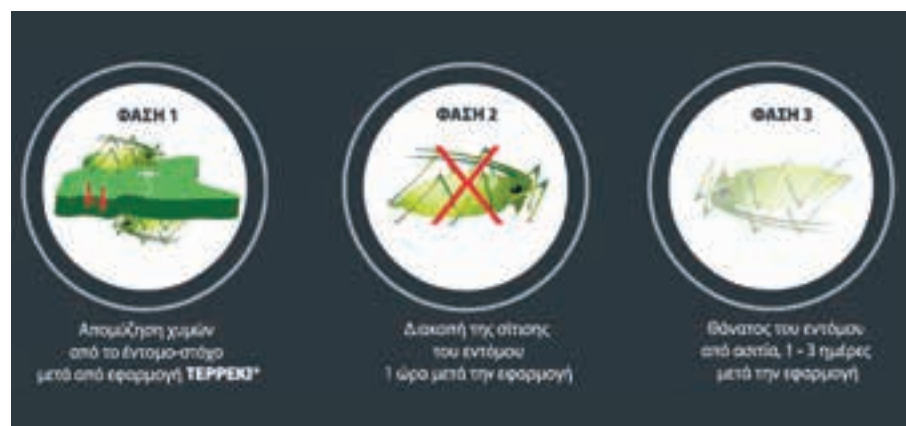 ΦΑΣΗ 1
Απομύζηση χυμών
από το έντομο-στόχο
μετά από εφαρμογή TEPPEKI®
ΦΑΣΗ 2
Διακοπή της σίτισης
του εντόμου
1 ώρα μετά την εφαρμογή
ΦΑΣΗ 3
Θάνατος του εντόμου
από ασιτία, 1 - 3 ημέρες
μετά την εφαρμογή